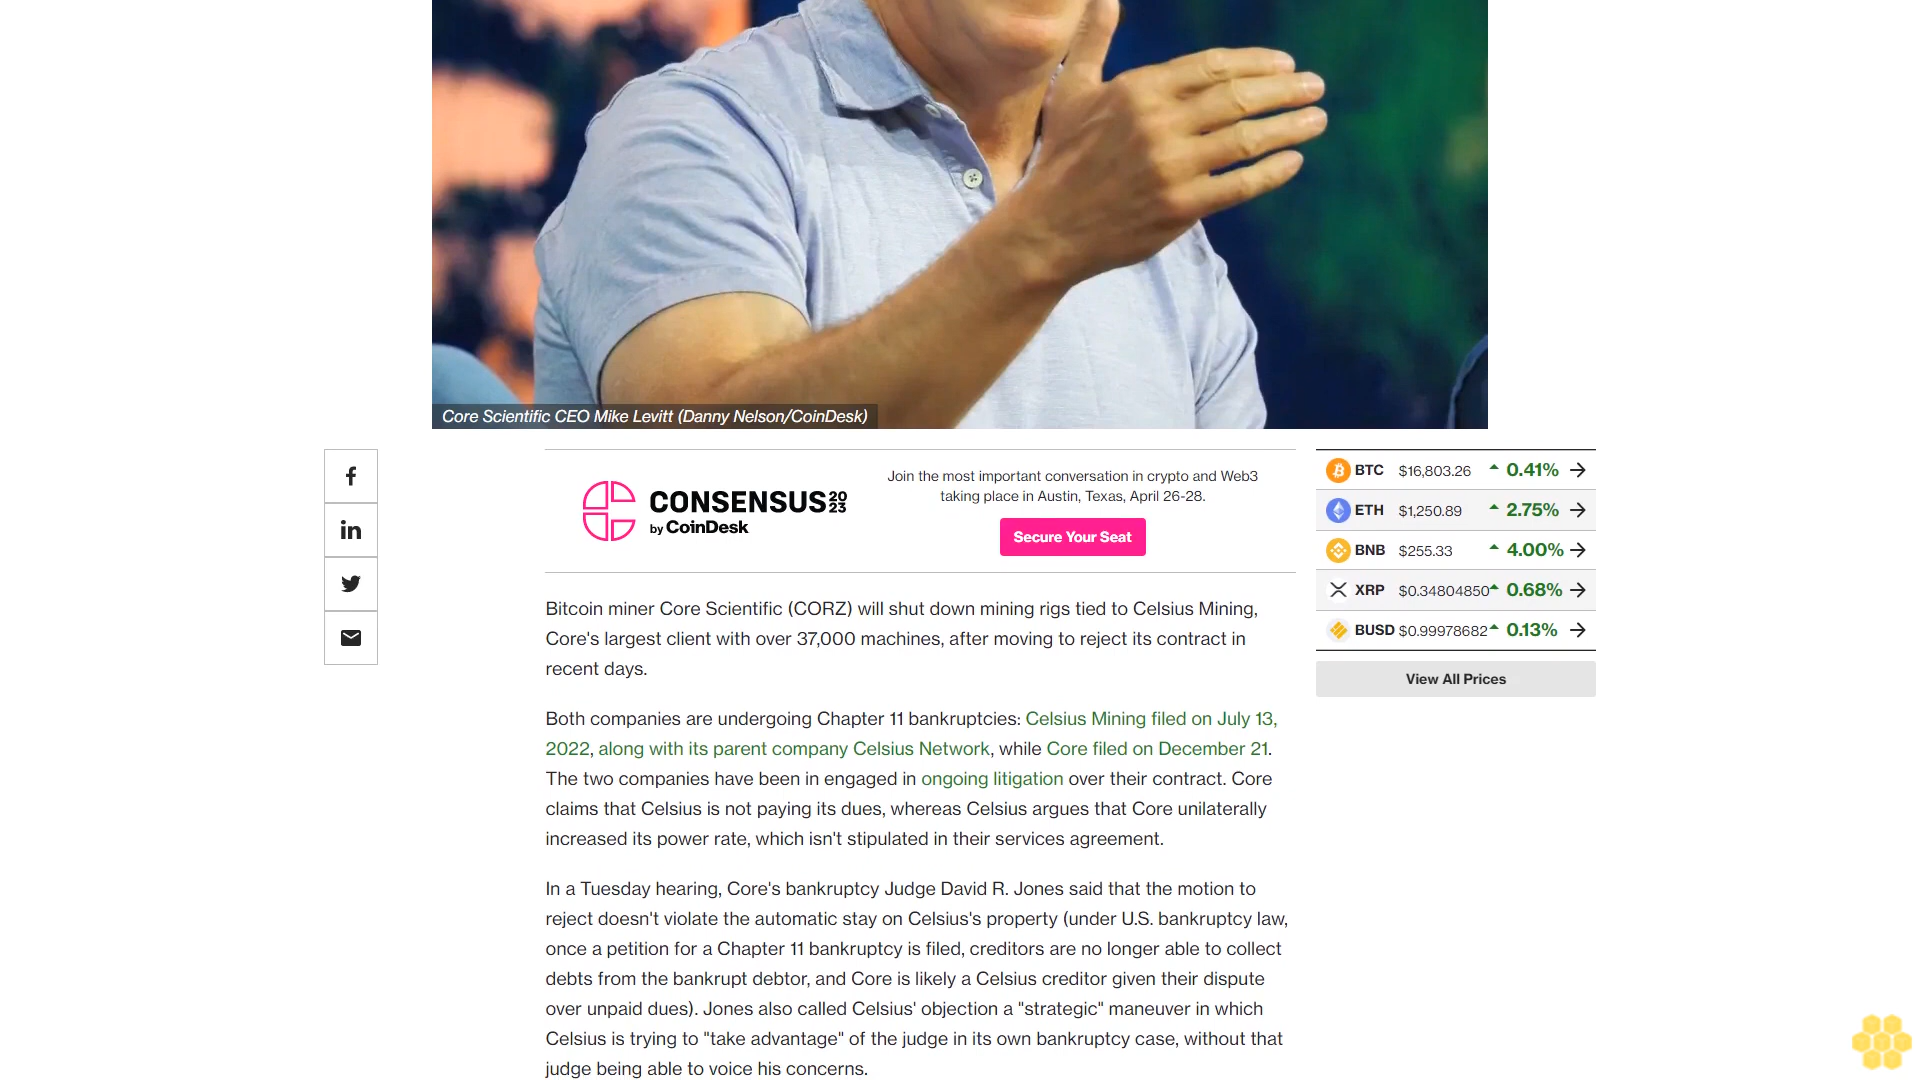 Core Scientific CEO Mike Levitt (Danny Nelson/CoinDesk)
CONSENSUS 20 23
by CoinDesk
Join the most important conversation in crypto and Web3
taking place in Austin, Texas, April 26-28.
Secure Your Seat
BTC $16,803.26 0.41%
ETH $1,250.89 2.75%
BNB $255.33 4.00%
XRP $0.34804850 0.68%
BUSD $0.99978682 0.13%
View All Prices
Bitcoin miner Core Scientific (CORZ) will shut down mining rigs tied to Celsius Mining,
Core's largest client with over 37,000 machines, after moving to reject its contract in
recent days.
Both companies are undergoing Chapter 11 bankruptcies: Celsius Mining filed on July 13,
2022, along with its parent company Celsius Network, while Core filed on December 21.
The two companies have been in engaged in ongoing litigation over their contract. Core
claims that Celsius is not paying its dues, whereas Celsius argues that Core unilaterally
increased its power rate, which isn't stipulated in their services agreement.
In a Tuesday hearing, Core's bankruptcy Judge David R. Jones said that the motion to
reject doesn't violate the automatic stay on Celsius's property (under U.S. bankruptcy law,
once a petition for a Chapter 11 bankruptcy is filed, creditors are no longer able to collect
debts from the bankrupt debtor, and Core is likely a Celsius creditor given their dispute
over unpaid dues). Jones also called Celsius' objection a "strategic" maneuver in which
Celsius is trying to "take advantage" of the judge in its own bankruptcy case, without that
judge being able to voice his concerns.